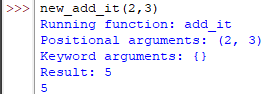 >>> new_add_it(2,3)
Running function: add_it
Positional arguments: (2, 3)
Keyword arguments: {}
Result: 5
5